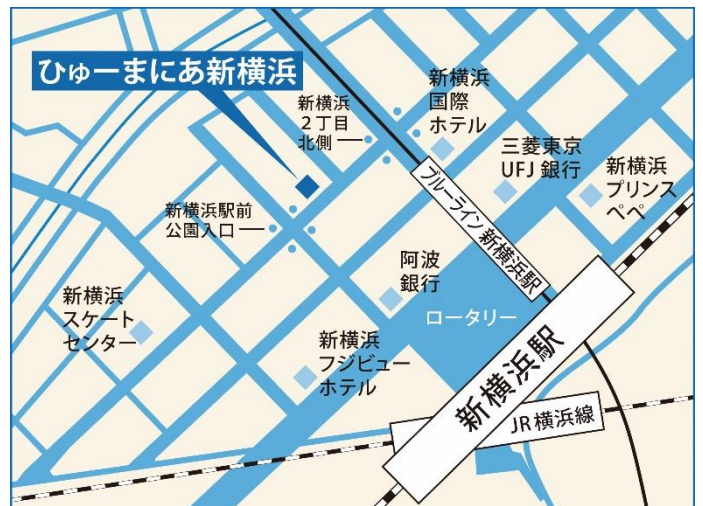 ひゅーまにあ新横浜
新横浜
２丁目
北側
新横浜
国際
ホテル
三菱東京
UFJ 銀行
新横浜
プリンス
ペペ
新横浜駅前
公園入口
ブルーライン 新横浜駅
阿波
銀行
ロータリー
新横浜
スケート
センター
新横浜
フジビュー
ホテル
新横浜駅
JR 横浜線